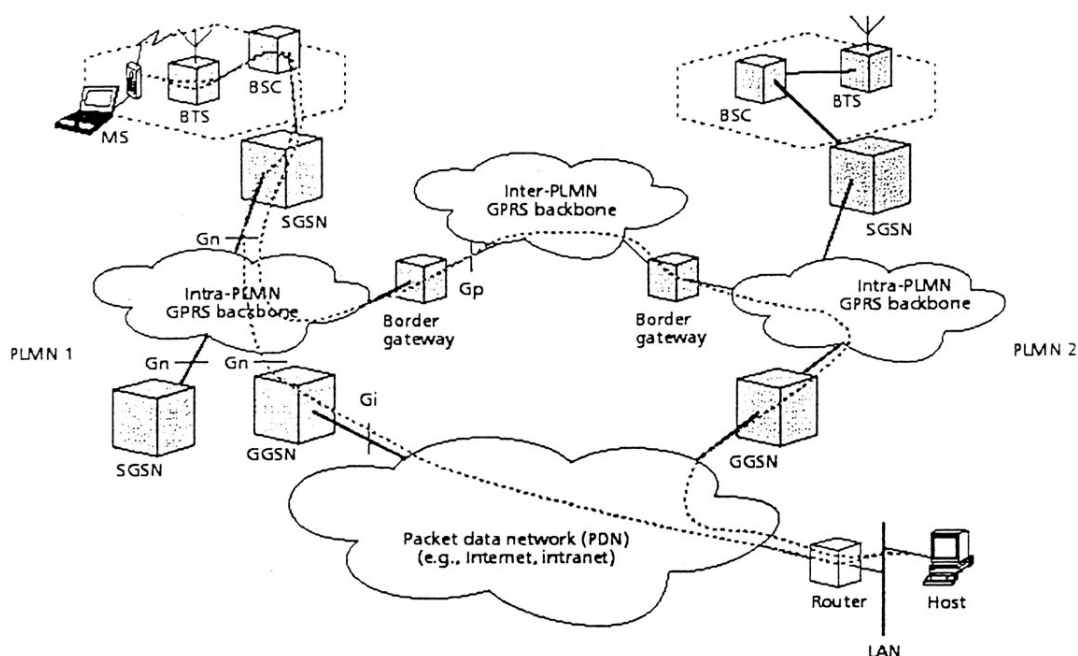 BSC
BTS
MS
BSC
BTS
SGSN
Inter-PLMN
GPRS backbone
SGSN
Gn
Gp
Intra-PLMN
GPRS backbone
Border
gateway
Border
gateway
Intra-PLMN
GPRS backbone
PLMN 1
Gn
Gn
PLMN 2
Gi
SGSN
GGSN
GGSN
Packet data network (PDN)
(e.g., Internet, intranet)
Router
Host
LAN